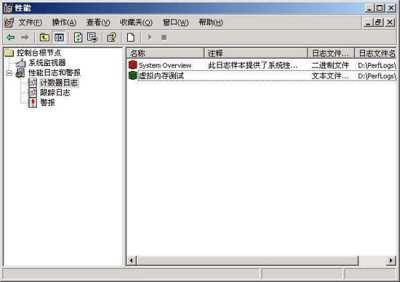 性能
文件(F) 操作(A) 查看(V) 收藏夹(O) 窗口(W) 帮助(H)
控制台根节点
系统监视器
性能日志和警报
计数器日志
跟踪日志
警报
名称 注释 日志文件... 日志文件名
System Overview 此日志样本提供了系统性... 二进制文件 D:\PerfLogs\
虚拟内存测试 文本文件... D:\PerfLogs\